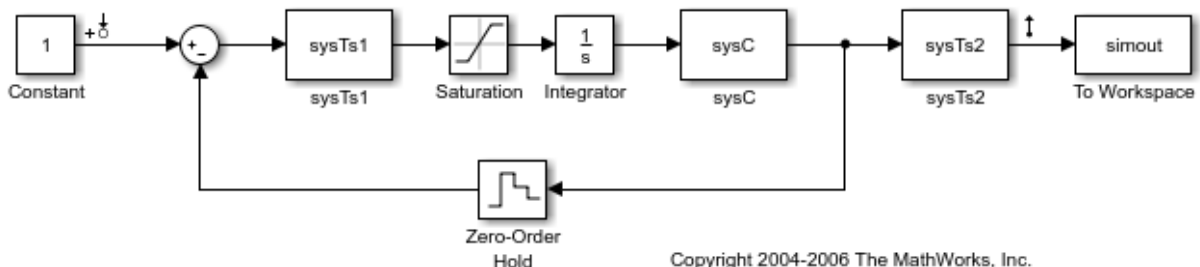 1
sysTs1
1
s
sysC
sysTs2
simout
+
+
-
Constant
sysTs1
Saturation
Integrator
sysC
sysTs2
To Workspace
Zero-Order
Hold
Copyright 2004-2006 The MathWorks, Inc.